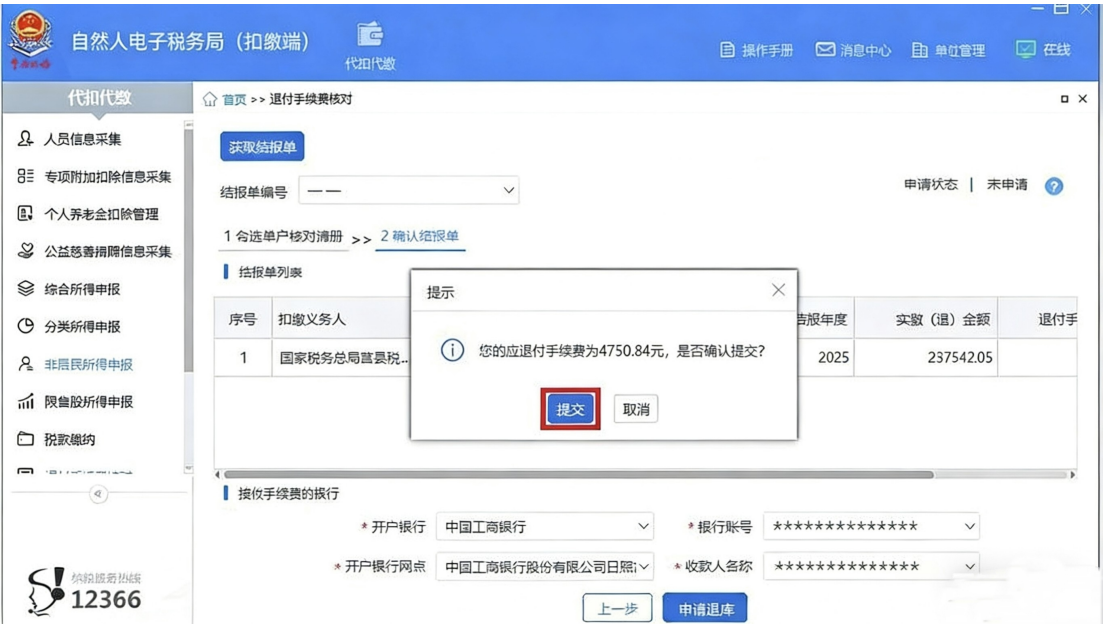 自然人电子税务局（扣缴端）
代扣代缴
操作手册
消息中心
单位管理
在线
代扣代缴
首页 >> 退付手续费核对
人员信息采集
专项附加扣除信息采集
个人养老金扣除管理
公益慈善捐赠信息采集
综合所得申报
分类所得申报
非居民所得申报
限售股所得申报
税款缴纳
12366
获取结报单
结报单编号 ——
申请状态 | 未申请
1 勾选单户核对清册 >> 2 确认结报单
结报单列表
序号 扣缴义务人 结报年度 实缴（退）金额 退付手
1 国家税务总局莒县税... 2025 237542.05
提示
您的应退付手续费为4750.84元，是否确认提交?
提交 取消
接收手续费的银行
* 开户银行 中国工商银行 * 银行账号 **************
* 开户银行网点 中国工商银行股份有限公司日照 * 收款人名称 **************
上一步 申请退库